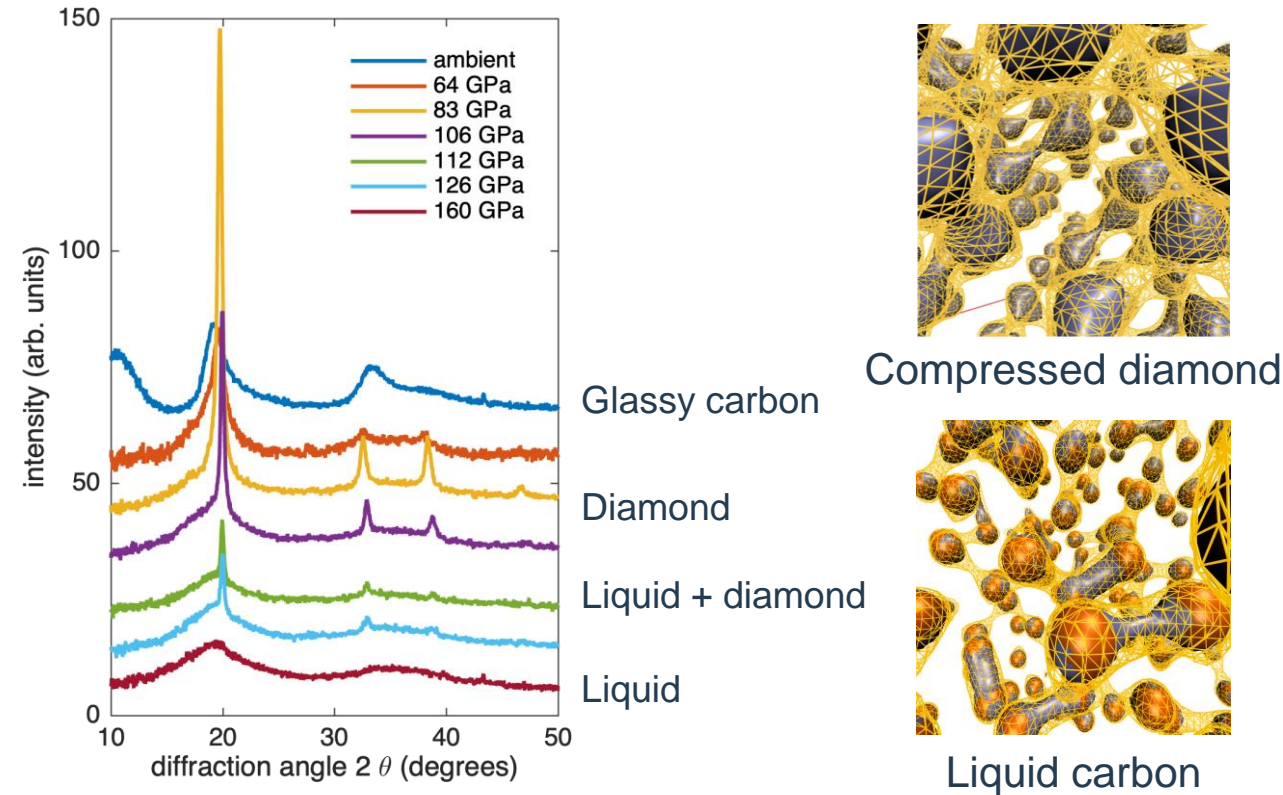 150
100
50
0
intensity (arb. units)
10 20 30 40 50
diffraction angle 2 θ (degrees)
ambient
64 GPa
83 GPa
106 GPa
112 GPa
126 GPa
160 GPa
Glassy carbon
Diamond
Liquid + diamond
Liquid
Compressed diamond
Liquid carbon